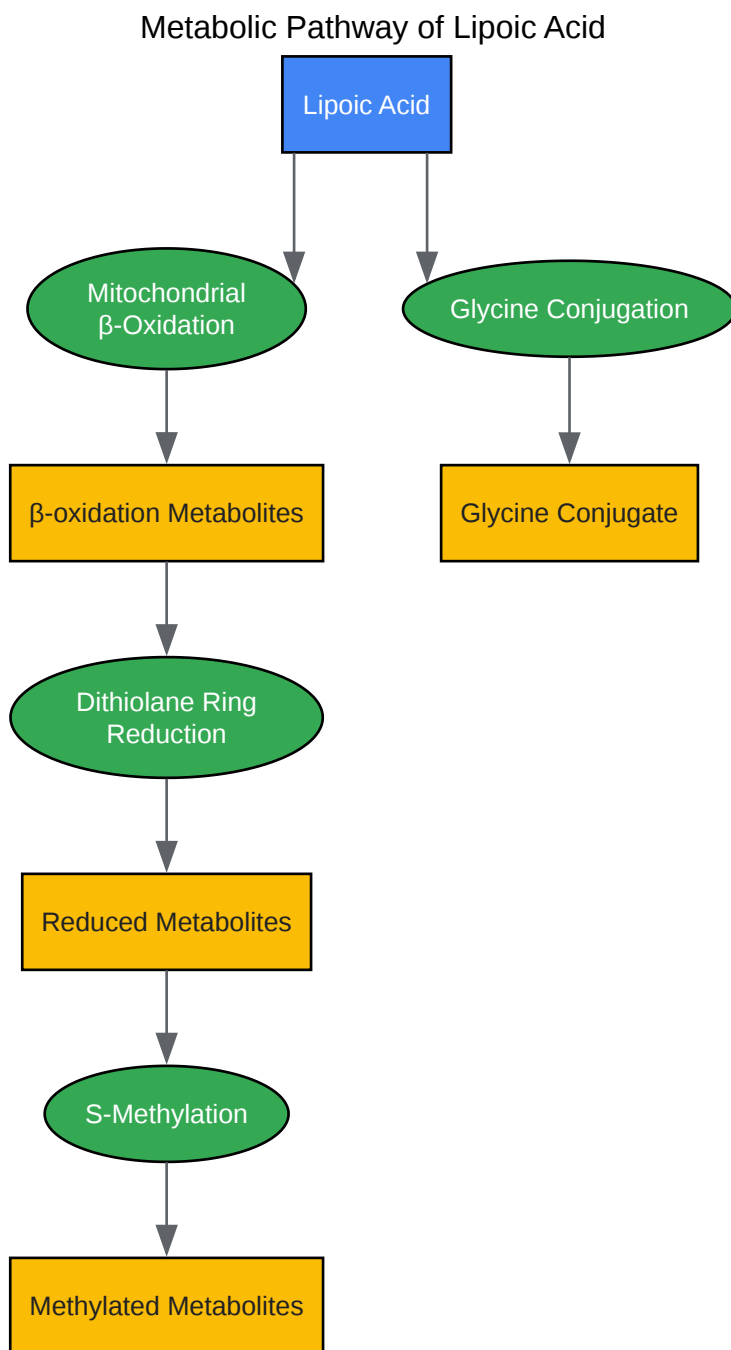 Metabolic Pathway of Lipoic Acid
Lipoic Acid
Mitochondrial
β-Oxidation
Glycine Conjugation
β-oxidation Metabolites
Glycine Conjugate
Dithiolane Ring
Reduction
Reduced Metabolites
S-Methylation
Methylated Metabolites